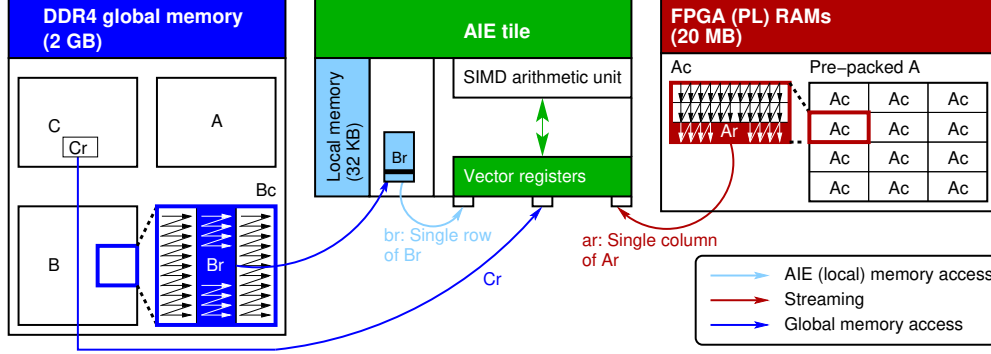 DDR4 global memory
(2 GB)
C
Cr
A
Bc
B
Br
AIE tile
Local memory
(32 KB)
SIMD arithmetic unit
Br
Vector registers
br: Single row
of Br
Cr
FPGA (PL) RAMs
(20 MB)
Ac
Ar
Pre-packed A
Ac Ac Ac
Ac Ac Ac
Ac Ac Ac
Ac Ac Ac
ar: Single column
of Ar
AIE (local) memory access
Streaming
Global memory access